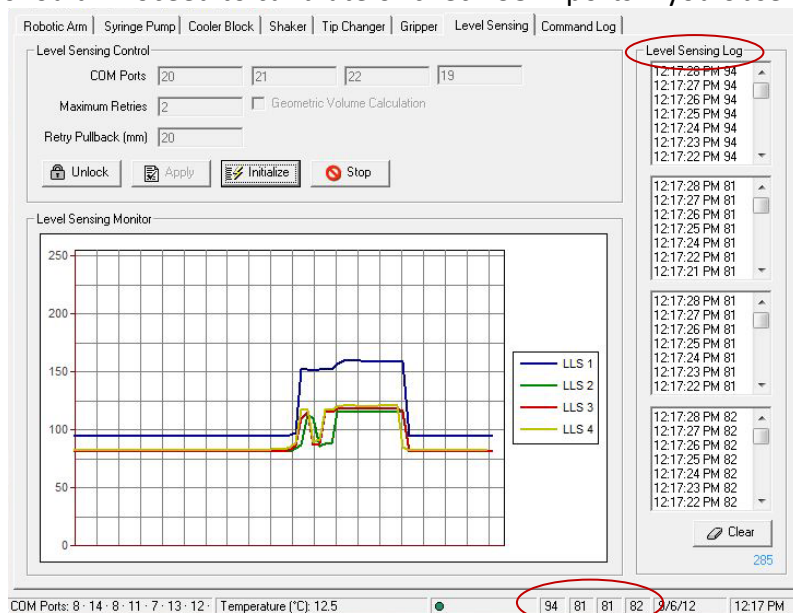 Robotic Arm Syringe Pump Cooler Block Shaker Tip Changer Gripper Level Sensing Command Log
Level Sensing Control
COM Ports 20 21 22 19
Maximum Retries 2 Geometric Volume Calculation
Retry Pullback (mm) 20
Unlock Apply Initialize Stop
Level Sensing Monitor
250
200
150
100
50
0
LLS 1
LLS 2
LLS 3
LLS 4
Level Sensing Log
12:17:28 PM 94
12:17:27 PM 94
12:17:26 PM 94
12:17:25 PM 94
12:17:24 PM 94
12:17:23 PM 94
12:17:22 PM 94
12:17:28 PM 81
12:17:27 PM 81
12:17:26 PM 81
12:17:25 PM 81
12:17:24 PM 81
12:17:22 PM 81
12:17:21 PM 81
12:17:28 PM 81
12:17:27 PM 81
12:17:26 PM 81
12:17:25 PM 81
12:17:24 PM 81
12:17:23 PM 81
12:17:22 PM 81
12:17:28 PM 82
12:17:27 PM 82
12:17:26 PM 82
12:17:25 PM 82
12:17:24 PM 82
12:17:23 PM 82
12:17:22 PM 82
Clear
285
COM Ports: 8 · 14 · 8 · 11 · 7 · 13 · 12 · Temperature (°C): 12.5 94 81 81 82 9/6/12 12:17 PM